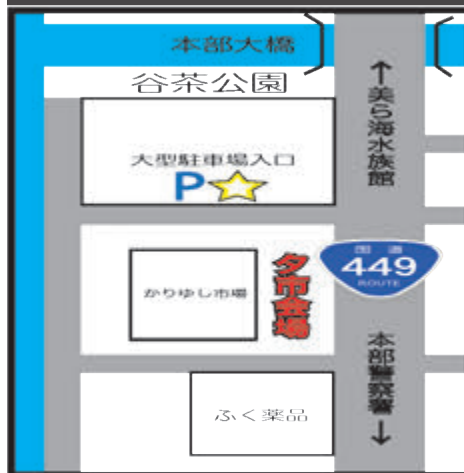 本部大橋
谷茶公園
↑美ら海水族館
大型駐車場入口
P
夕市会場
かりゆし市場
国道
449
ROUTE
本部警察署↓
ふく薬品